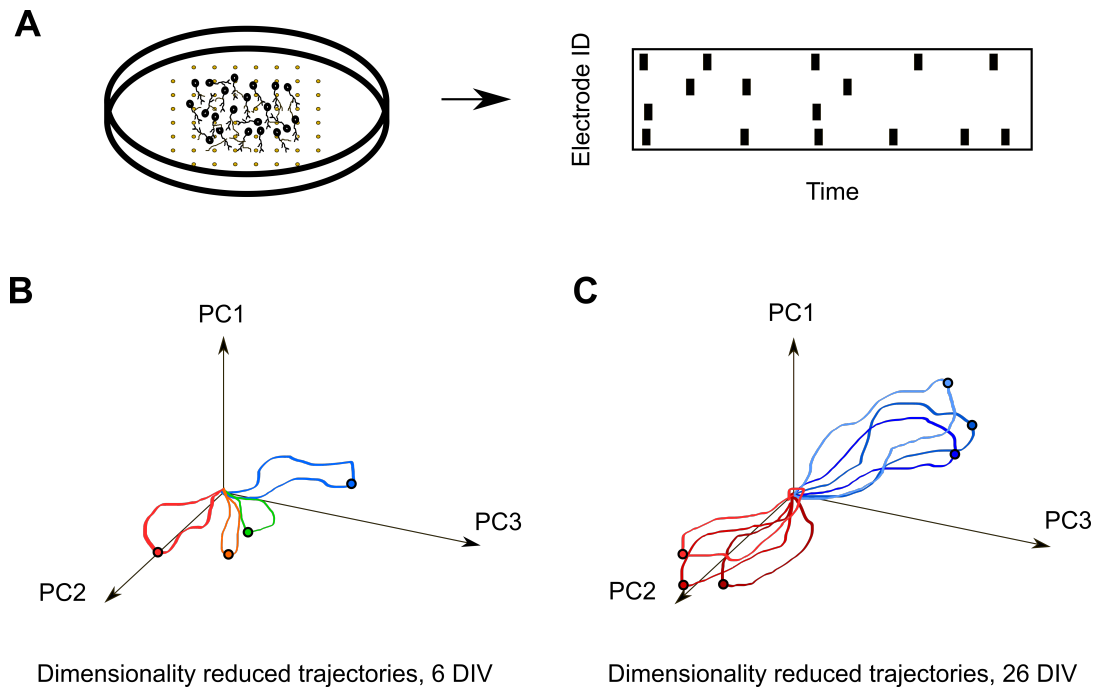 A
Electrode ID
Time
B
PC1
PC3
PC2
Dimensionality reduced trajectories, 6 DIV
C
PC1
PC3
PC2
Dimensionality reduced trajectories, 26 DIV